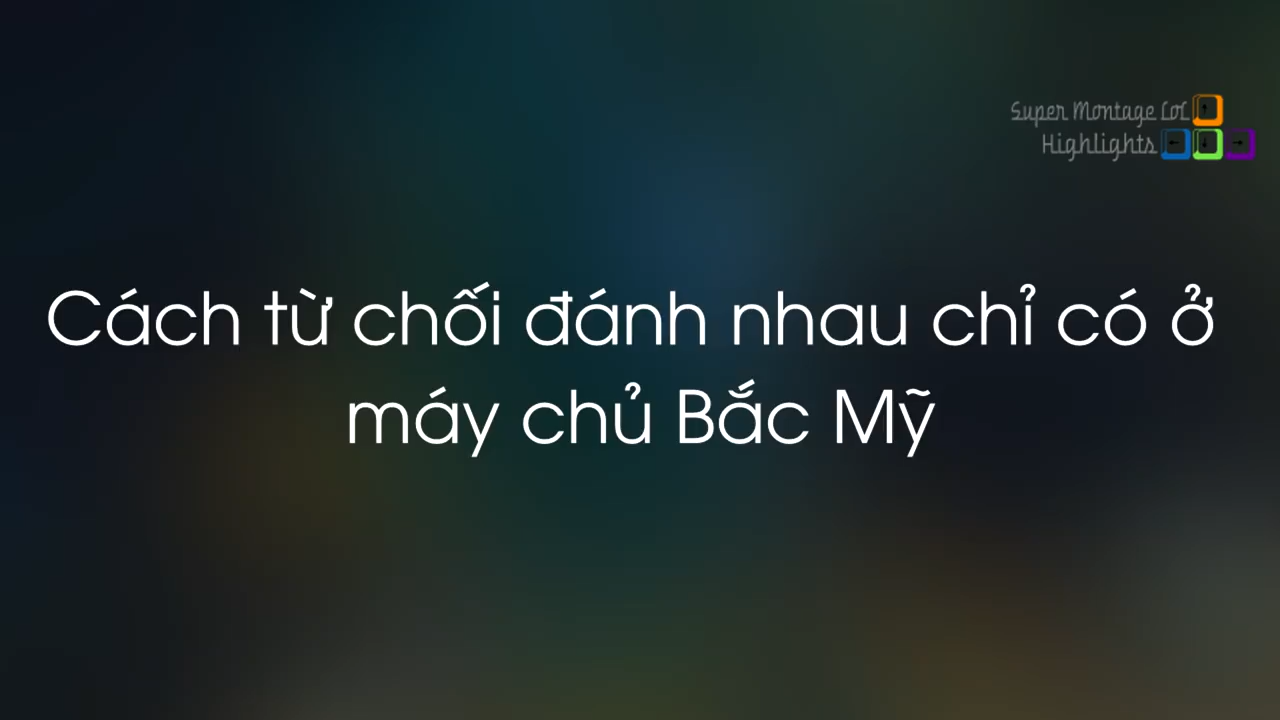 Super Montage LoL
Highlights
Cách từ chối đánh nhau chỉ có ở
máy chủ Bắc Mỹ